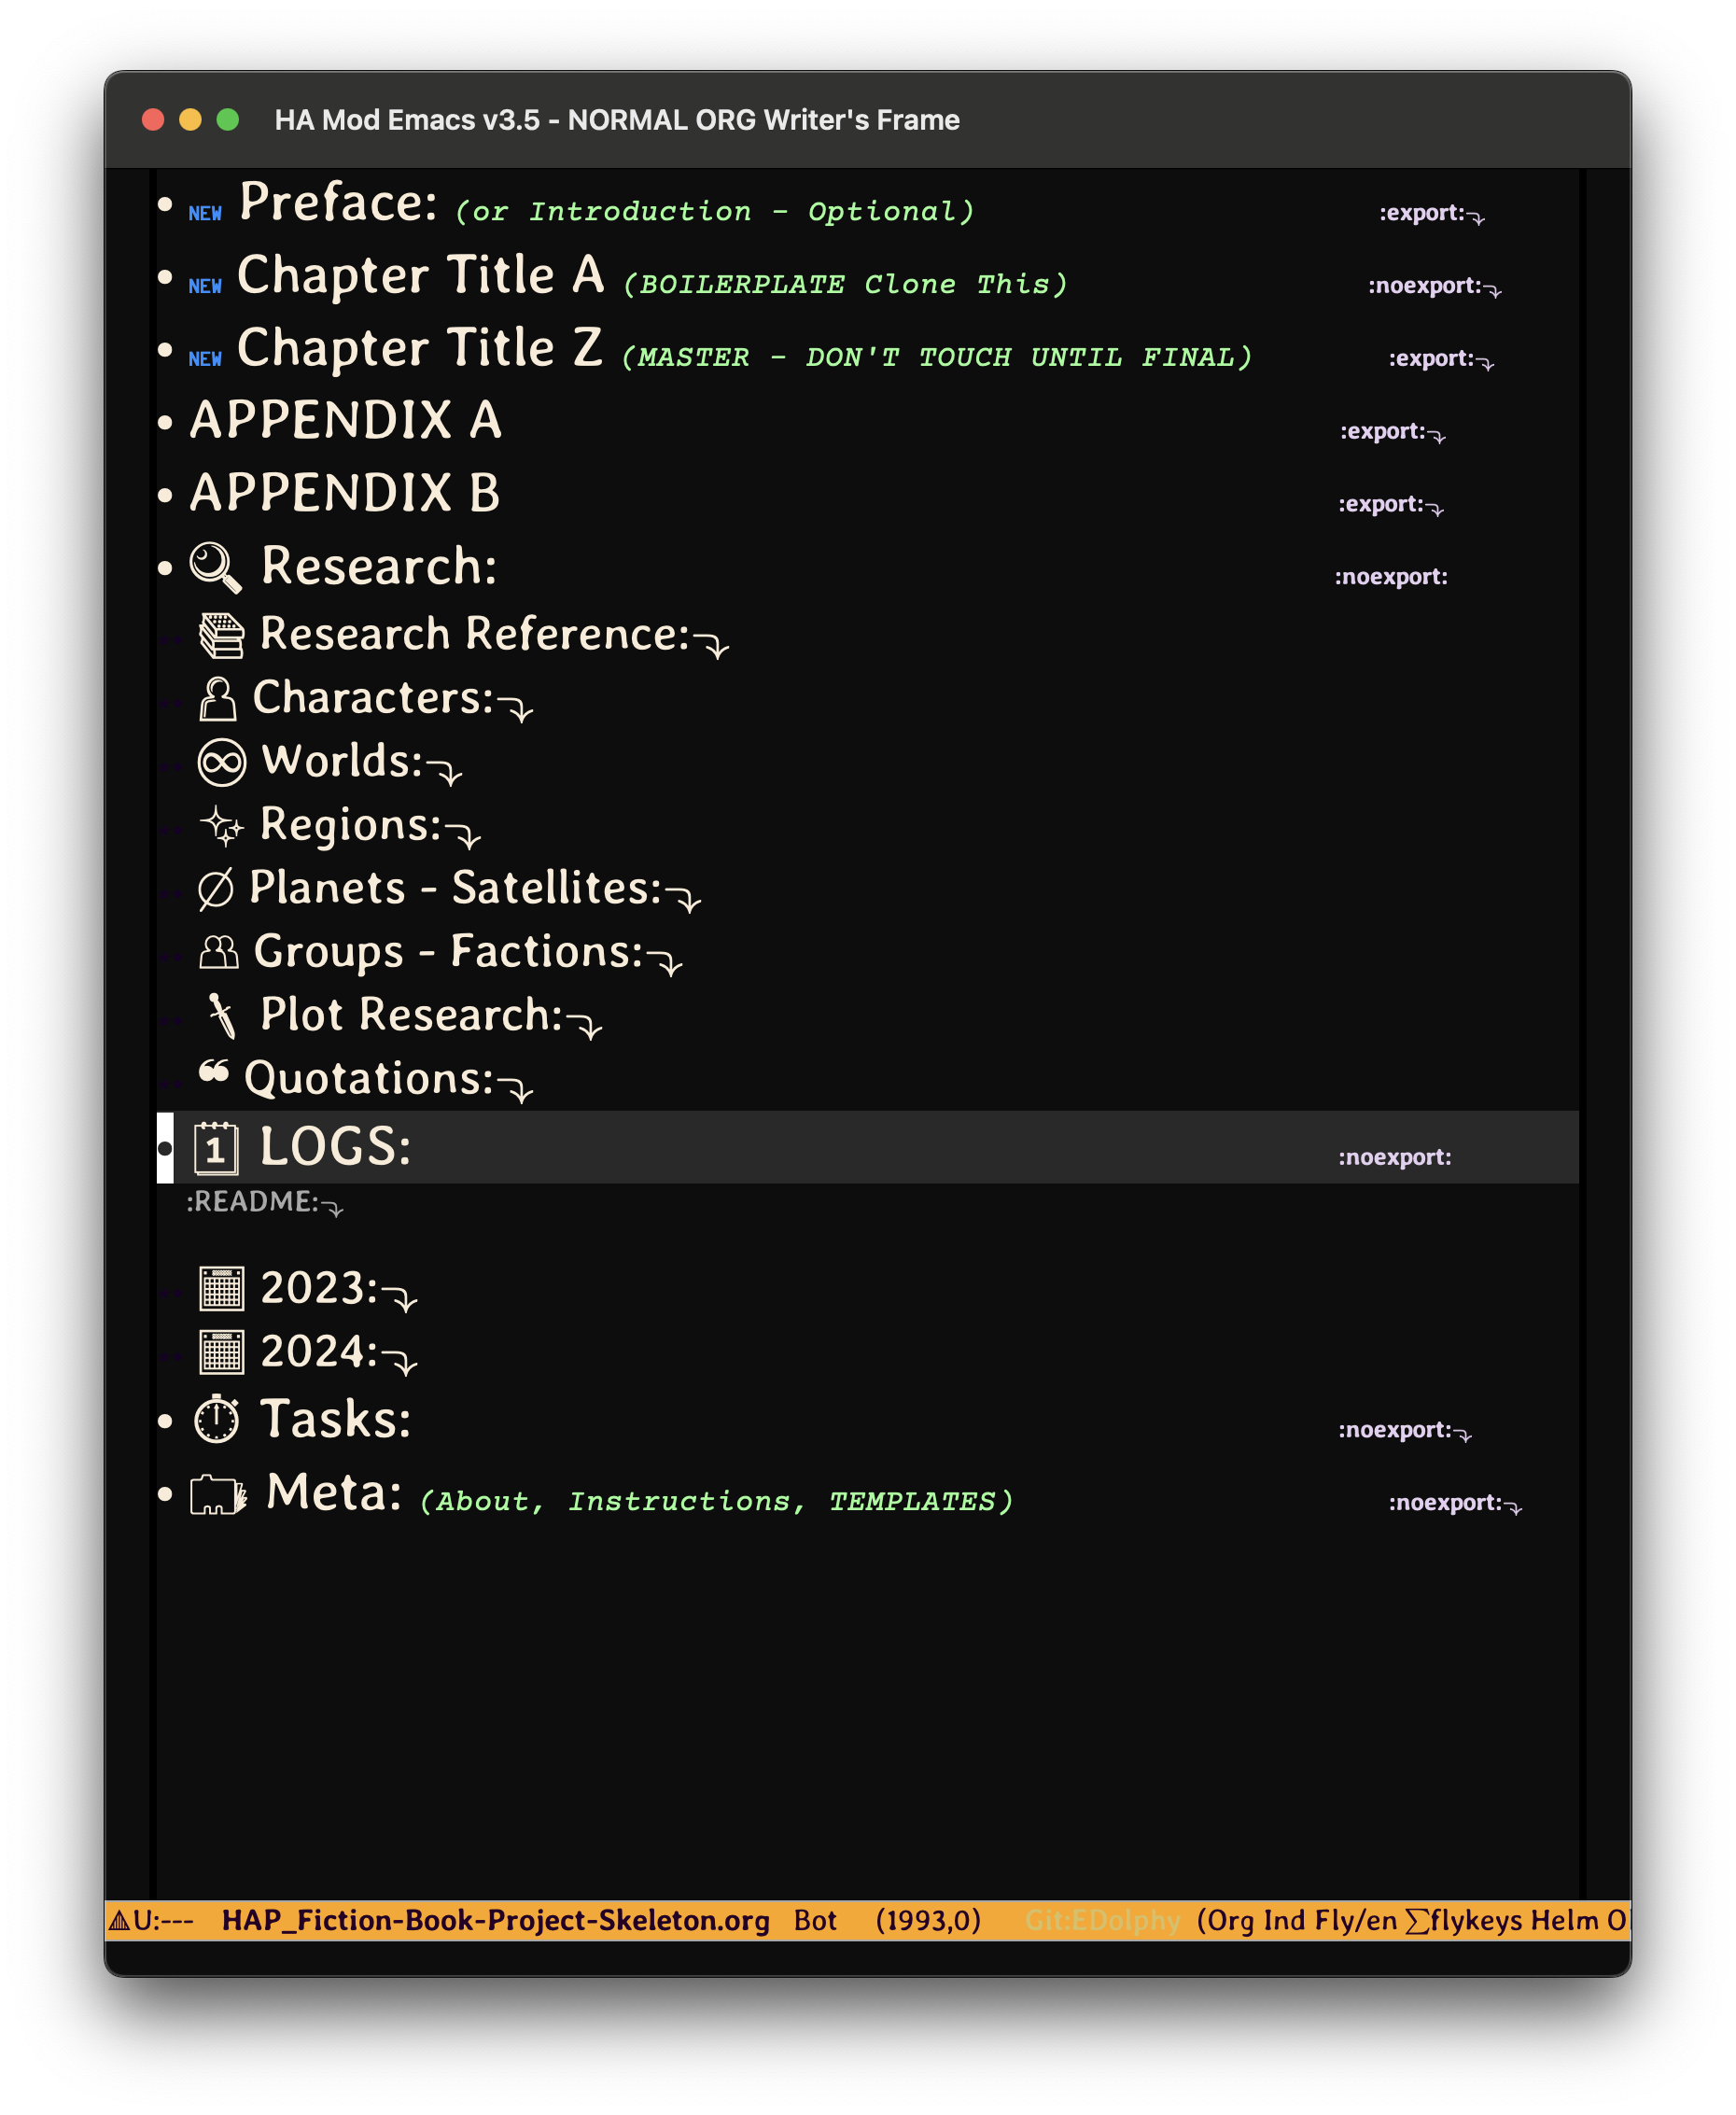 HA Mod Emacs v3.5 - NORMAL ORG Writer's Frame
• NEW Preface: (or Introduction - Optional) :export:
• NEW Chapter Title A (BOILERPLATE Clone This) :noexport:
• NEW Chapter Title Z (MASTER - DON'T TOUCH UNTIL FINAL) :export:
• APPENDIX A :export:
• APPENDIX B :export:
• Research: :noexport:
Research Reference:
Characters:
Worlds:
Regions:
Planets - Satellites:
Groups - Factions:
Plot Research:
Quotations:
• 1 LOGS: :noexport:
:README:
2023:
2024:
• Tasks: :noexport:
• Meta: (About, Instructions, TEMPLATES) :noexport:
U:--- HAP_Fiction-Book-Project-Skeleton.org Bot (1993,0) Git:EDolphy (Org Ind Fly/en ∑flykeys Helm O